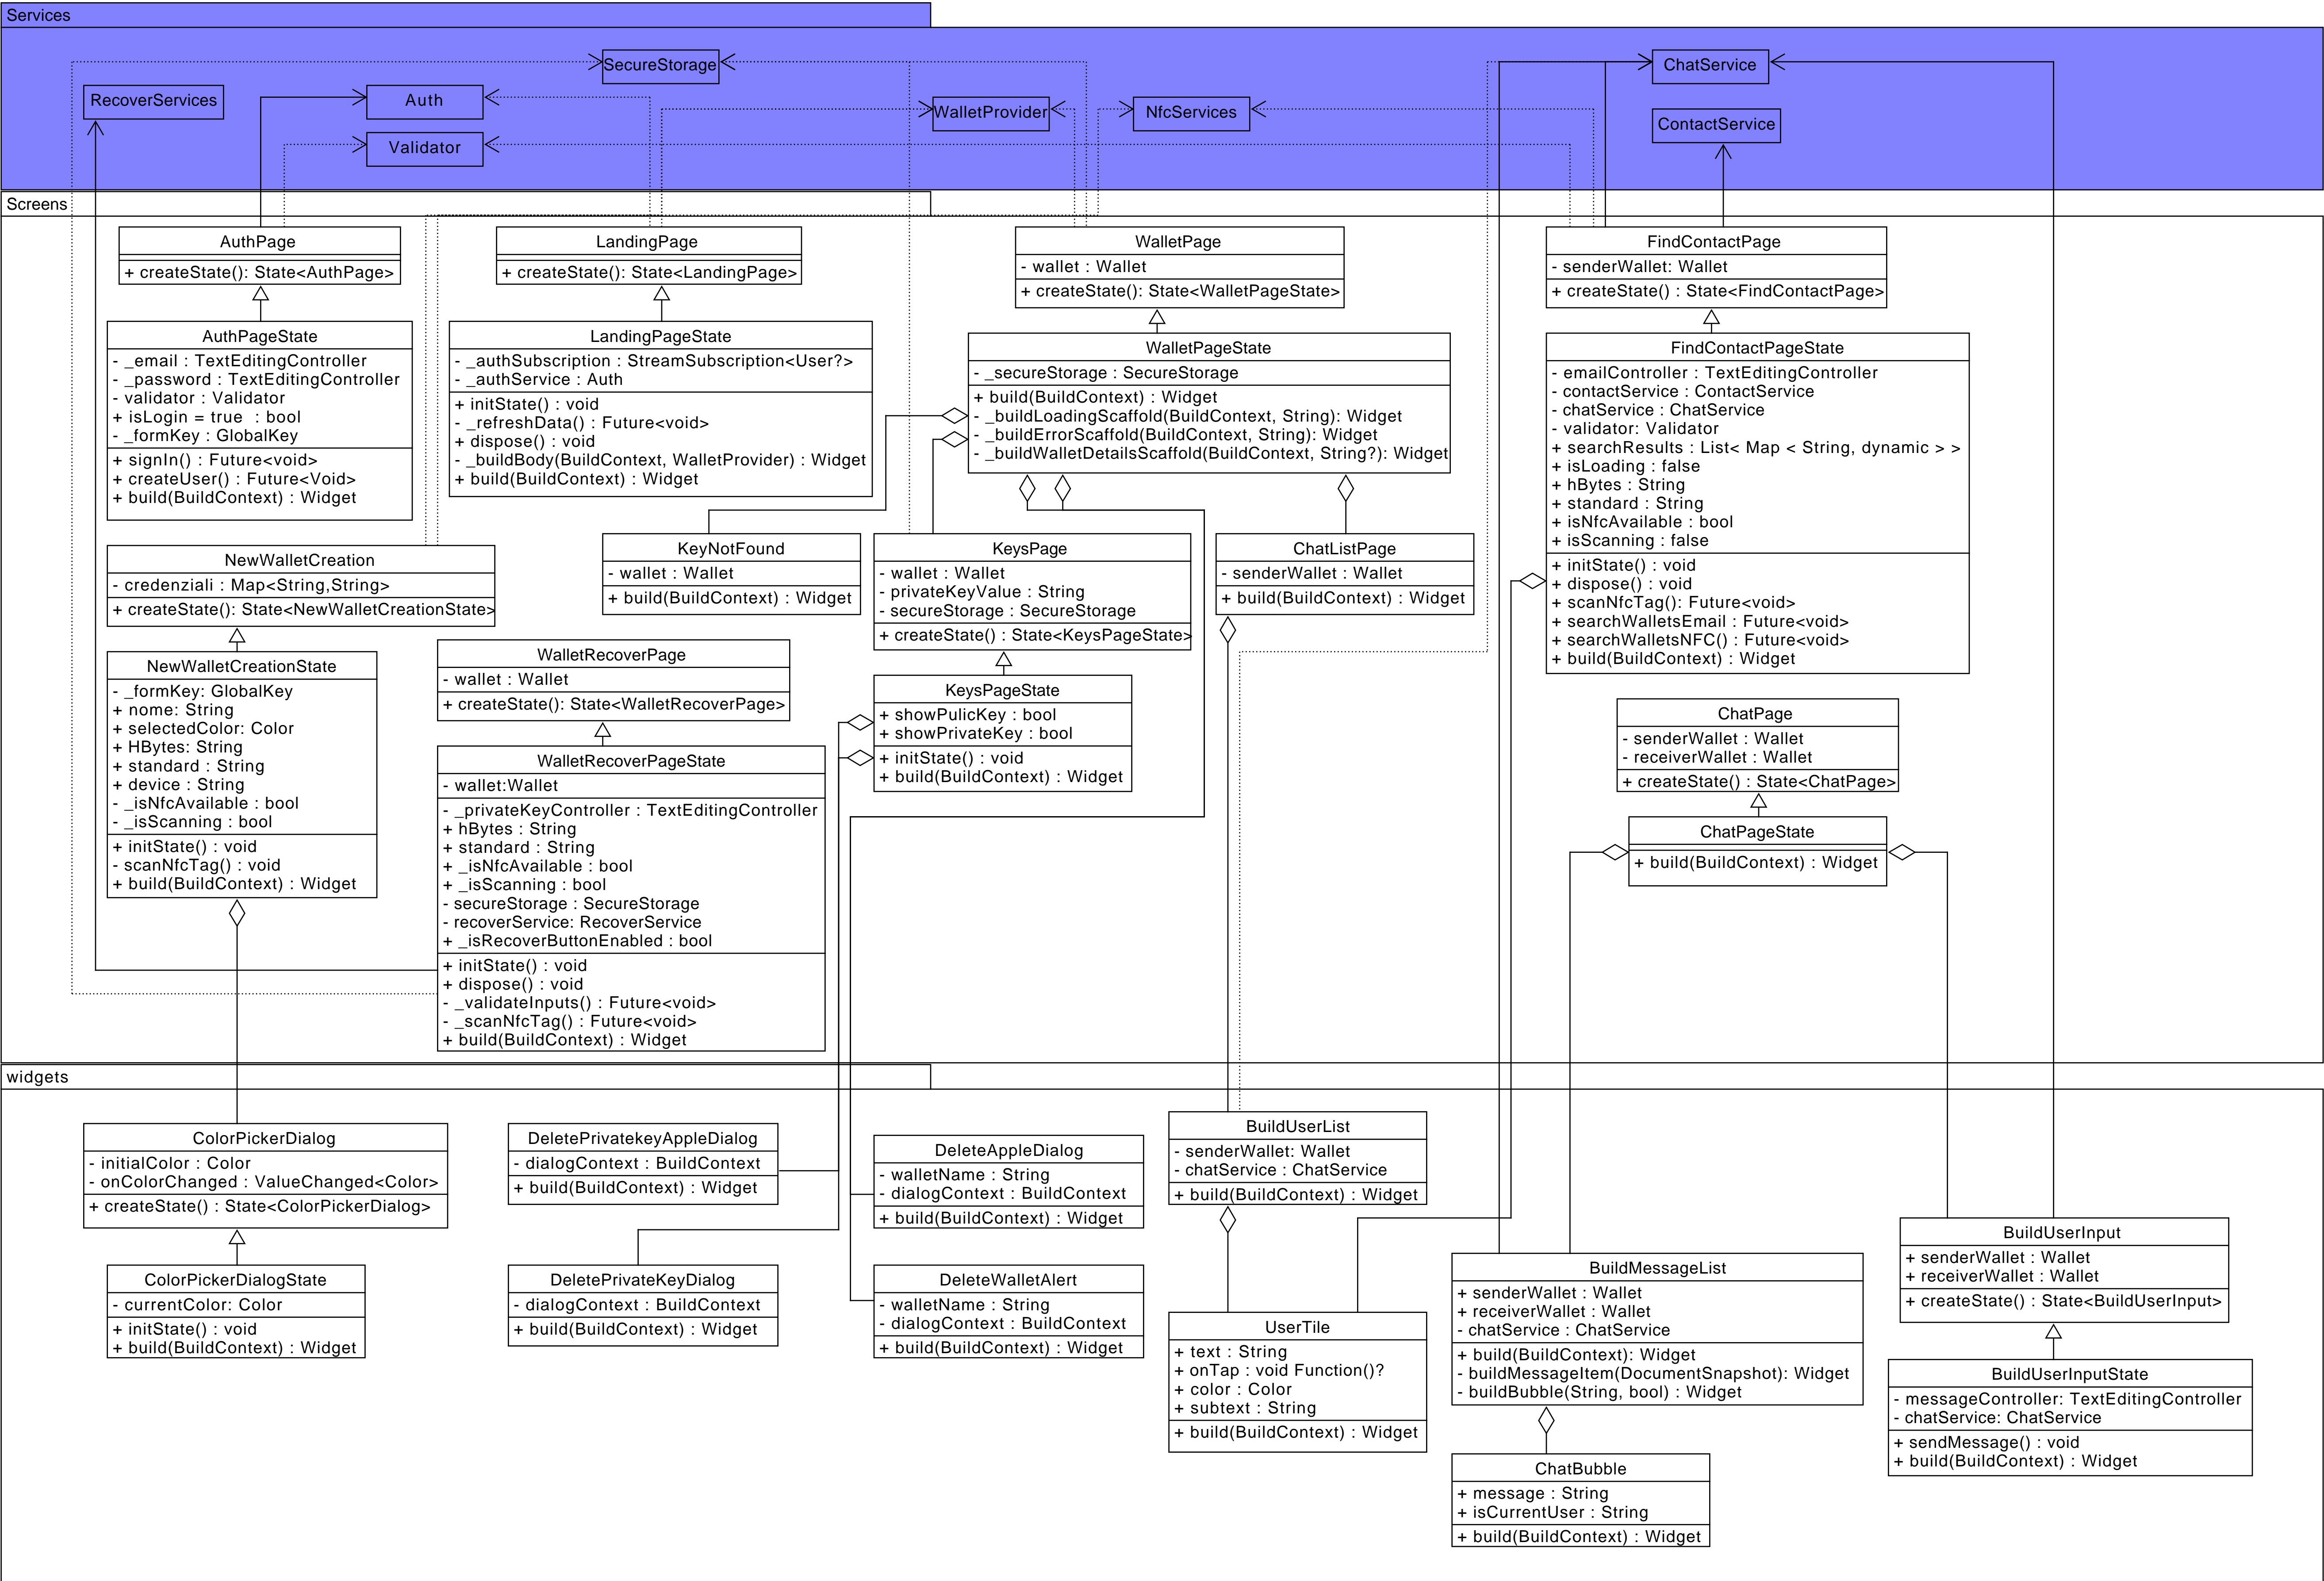 Services
SecureStorage
ChatService
RecoverServices
Auth
WalletProvider
NfcServices
ContactService
Validator
Screens
AuthPage
+ createState(): State<AuthPage>
LandingPage
+ createState(): State<LandingPage>
WalletPage
- wallet : Wallet
+ createState(): State<WalletPageState>
FindContactPage
- senderWallet: Wallet
+ createState() : State<FindContactPage>
AuthPageState
- _email : TextEditingController
- _password : TextEditingController
- validator : Validator
+ isLogin = true : bool
- _formKey : GlobalKey
+ signIn() : Future<void>
+ createUser() : Future<Void>
+ build(BuildContext) : Widget
LandingPageState
- _authSubscription : StreamSubscription<User?>
- _authService : Auth
+ initState() : void
- _refreshData() : Future<void>
+ dispose() : void
- _buildBody(BuildContext, WalletProvider) : Widget
+ build(BuildContext) : Widget
WalletPageState
- _secureStorage : SecureStorage
+ build(BuildContext) : Widget
- _buildLoadingScaffold(BuildContext, String): Widget
- _buildErrorScaffold(BuildContext, String): Widget
- _buildWalletDetailsScaffold(BuildContext, String?): Widget
FindContactPageState
- emailController : TextEditingController
- contactService : ContactService
- chatService : ChatService
- validator: Validator
+ searchResults : List< Map < String, dynamic > >
+ isLoading : false
+ hBytes : String
+ standard : String
+ isNfcAvailable : bool
+ isScanning : false
+ initState() : void
+ dispose() : void
+ scanNfcTag(): Future<void>
+ searchWalletsEmail : Future<void>
+ searchWalletsNFC() : Future<void>
+ build(BuildContext) : Widget
NewWalletCreation
- credenziali : Map<String,String>
+ createState(): State<NewWalletCreationState>
KeyNotFound
- wallet : Wallet
+ build(BuildContext) : Widget
KeysPage
- wallet : Wallet
- privateKeyValue : String
- secureStorage : SecureStorage
+ createState() : State<KeysPageState>
ChatListPage
- senderWallet : Wallet
+ build(BuildContext) : Widget
NewWalletCreationState
- _formKey: GlobalKey
+ nome: String
+ selectedColor: Color
+ HBytes: String
+ standard : String
+ device : String
- _isNfcAvailable : bool
- _isScanning : bool
+ initState() : void
- scanNfcTag() : void
+ build(BuildContext) : Widget
WalletRecoverPage
- wallet : Wallet
+ createState(): State<WalletRecoverPage>
KeysPageState
+ showPulicKey : bool
+ showPrivateKey : bool
+ initState() : void
+ build(BuildContext) : Widget
ChatPage
- senderWallet : Wallet
- receiverWallet : Wallet
+ createState() : State<ChatPage>
WalletRecoverPageState
- wallet:Wallet
- _privateKeyController : TextEditingController
+ hBytes : String
+ standard : String
+ _isNfcAvailable : bool
+ _isScanning : bool
- secureStorage : SecureStorage
- recoverService: RecoverService
+ _isRecoverButtonEnabled : bool
+ initState() : void
+ dispose() : void
- _validateInputs() : Future<void>
- _scanNfcTag() : Future<void>
+ build(BuildContext) : Widget
ChatPageState
+ build(BuildContext) : Widget
widgets
ColorPickerDialog
- initialColor : Color
- onColorChanged : ValueChanged<Color>
+ createState() : State<ColorPickerDialog>
DeletePrivatekeyAppleDialog
- dialogContext : BuildContext
+ build(BuildContext) : Widget
DeleteAppleDialog
- walletName : String
- dialogContext : BuildContext
+ build(BuildContext) : Widget
BuildUserList
- senderWallet: Wallet
- chatService : ChatService
+ build(BuildContext) : Widget
ColorPickerDialogState
- currentColor: Color
+ initState() : void
+ build(BuildContext) : Widget
DeletePrivateKeyDialog
- dialogContext : BuildContext
+ build(BuildContext) : Widget
DeleteWalletAlert
- walletName : String
- dialogContext : BuildContext
+ build(BuildContext) : Widget
UserTile
+ text : String
+ onTap : void Function()?
+ color : Color
+ subtext : String
+ build(BuildContext) : Widget
BuildMessageList
+ senderWallet : Wallet
+ receiverWallet : Wallet
- chatService : ChatService
+ build(BuildContext): Widget
- buildMessageItem(DocumentSnapshot): Widget
- buildBubble(String, bool) : Widget
BuildUserInput
+ senderWallet : Wallet
+ receiverWallet : Wallet
+ createState() : State<BuildUserInput>
BuildUserInputState
- messageController: TextEditingController
- chatService: ChatService
+ sendMessage() : void
+ build(BuildContext) : Widget
ChatBubble
+ message : String
+ isCurrentUser : String
+ build(BuildContext) : Widget